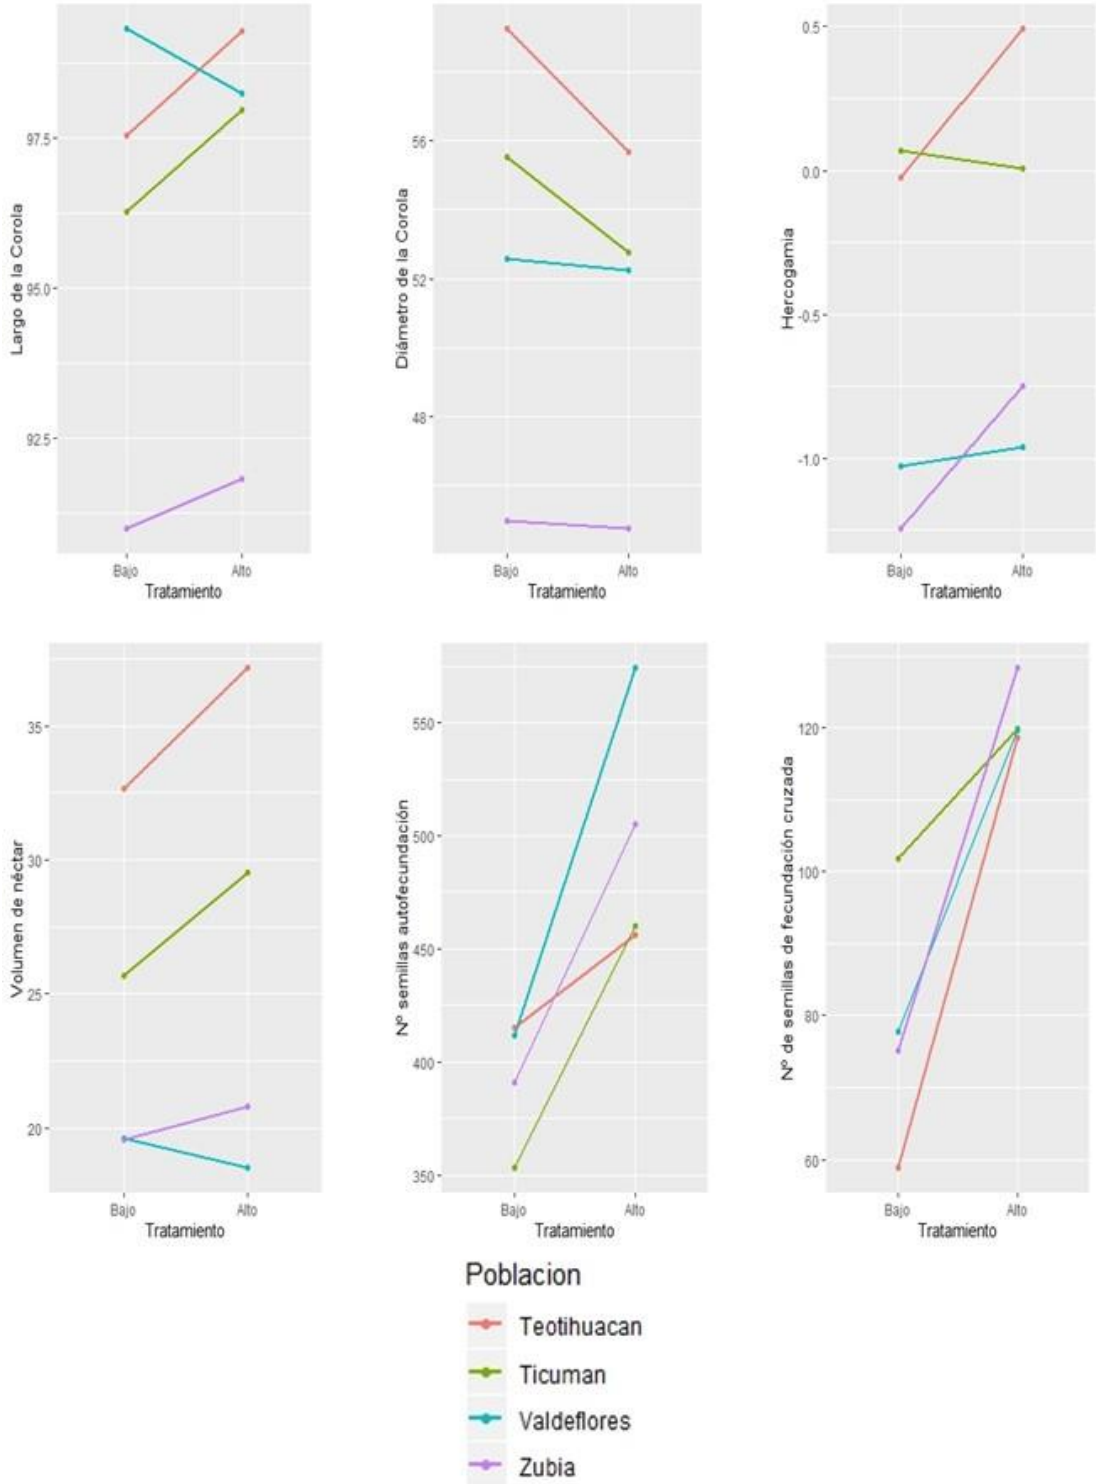 Largo de la Corola
97.5
95.0
92.5
Bajo
Alto
Tratamiento
Diámetro de la Corola
56
52
48
Bajo
Alto
Tratamiento
Hercogamia
0.5
0.0
-0.5
-1.0
Bajo
Alto
Tratamiento
Volumen de néctar
35
30
25
20
Bajo
Alto
Tratamiento
Nº semillas autofecundación
550
500
450
400
350
Bajo
Alto
Tratamiento
Nº de semillas de fecundación cruzada
120
100
80
60
Bajo
Alto
Tratamiento
Poblacion
Teotihuacan
Ticuman
Valdeflores
Zubia